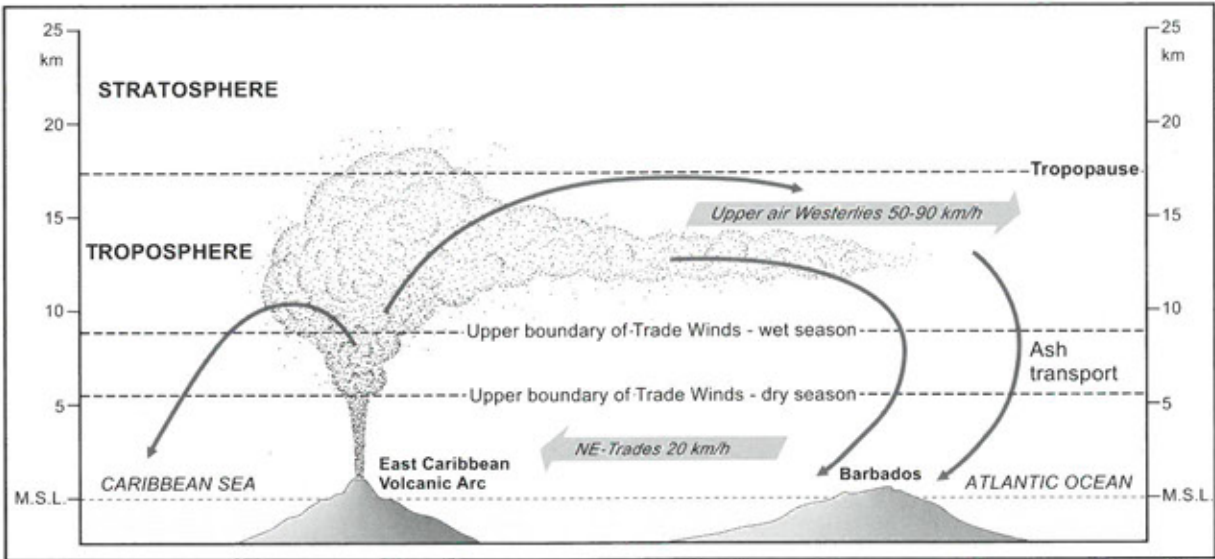 25
km
25
km
STRATOSPHERE
20
20
Tropopause
15
Upper air Westerlies 50-90 km/h
15
TROPOSPHERE
10
10
Upper boundary of Trade Winds - wet season
Ash
transport
5
Upper boundary of Trade Winds - dry season
5
NE-Trades 20 km/h
East Caribbean
Volcanic Arc
Barbados
CARIBBEAN SEA
ATLANTIC OCEAN
M.S.L.
M.S.L.